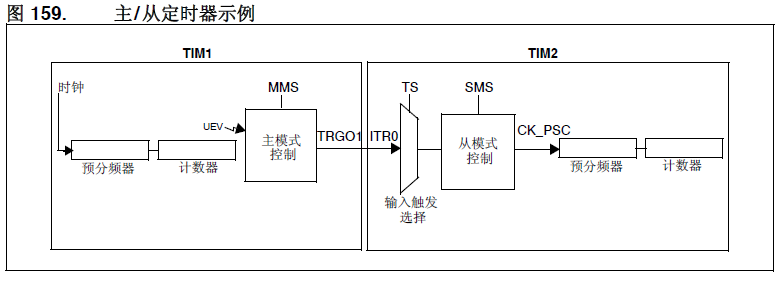 图 159. 主/从定时器示例
TIM1 TIM2
时钟 MMS TS SMS
UEV
主模式
控制
TRGO1 ITR0
从模式
控制
CK_PSC
预分频器 计数器
预分频器 计数器
输入触发
选择